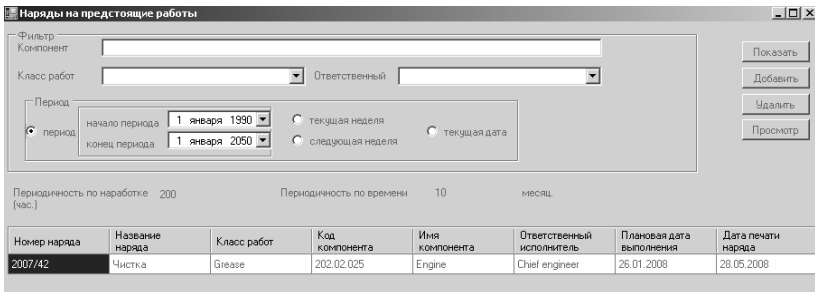 Наряды на предстоящие работы
Фильтр
Компонент
Показать
Класс работ
Ответственный
Добавить
Период
Удалить
период
начало периода
1 января 1990
текущая неделя
текущая дата
Просмотр
конец периода
1 января 2050
следующая неделя
Периодичность по наработке 200
(час.)
Периодичность по времени 10 месяц.
Номер наряда
Название
наряда
Класс работ
Код
компонента
Имя
компонента
Ответственный
исполнитель
Плановая дата
выполнения
Дата печати
наряда
2007/42 Чистка Grease 202.02.025 Engine Chief engineer 26.01.2008 28.05.2008